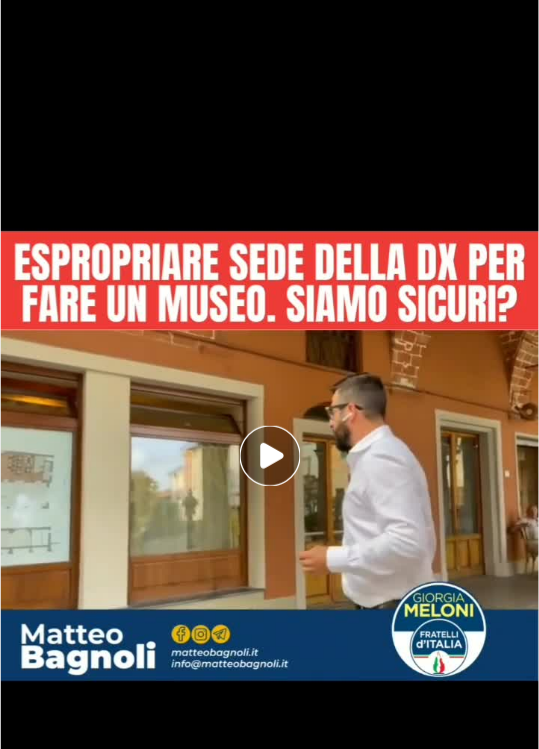 ESPROPRIARE SEDE DELLA DX PER
FARE UN MUSEO. SIAMO SICURI?
Matteo
Bagnoli
matteobagnoli.it
info@matteobagnoli.it
GIORGIA
MELONI
FRATELLI
d'ITALIA